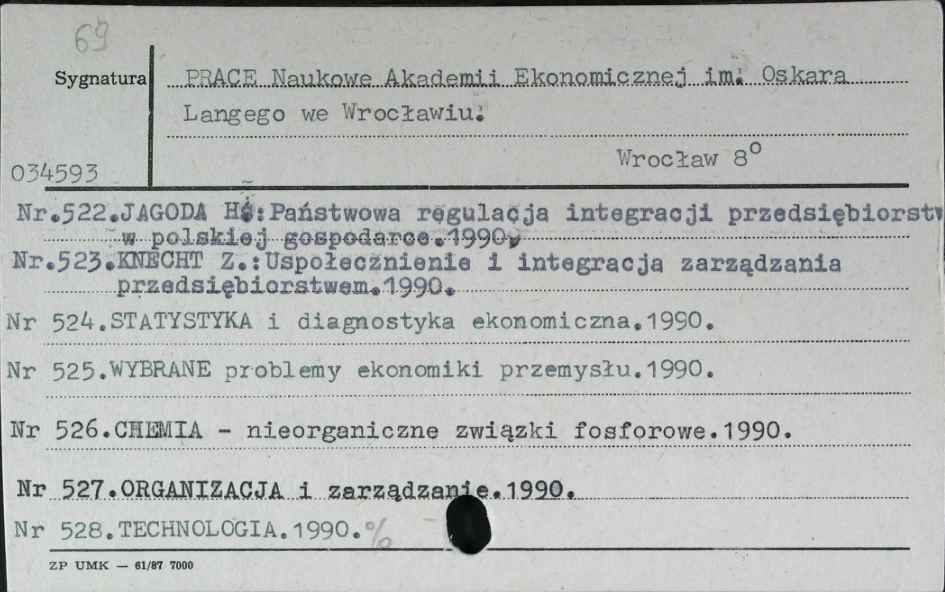 69
Sygnatura
PRACE Naukowe Akademii Ekonomicznej im. Oskara
Langego we Wrocławiu.
Wrocław 8°
034593
Nr.522.JAGODA H.:Państwowa regulacja integracji przedsiębiorstw
w polskiej gospodarce.1990.
Nr.523.KNECHT Z.:Uspołecznienie i integracja zarządzania
przedsiębiorstwem.1990.
Nr 524.STATYSTYKA i diagnostyka ekonomiczna.1990.
Nr 525.WYBRANE problemy ekonomiki przemysłu.1990.
Nr 526.CHEMIA - nieorganiczne związki fosforowe.1990.
Nr 527.ORGANIZACJA i zarządzanie.1990.
Nr 528.TECHNOLOGIA.1990.%
ZP UMK — 61/87 7000